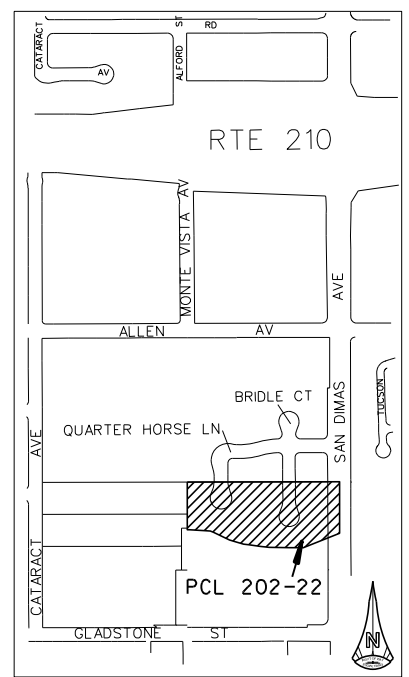 CATARACT
AV
ST
ALFORD
RD
RTE 210
MONTE VISTA AV
AVE
ALLEN AV
BRIDLE CT
QUARTER HORSE LN
SAN DIMAS
TUCSON
AVE
CATARACT
PCL 202-22
GLADSTONE ST
N